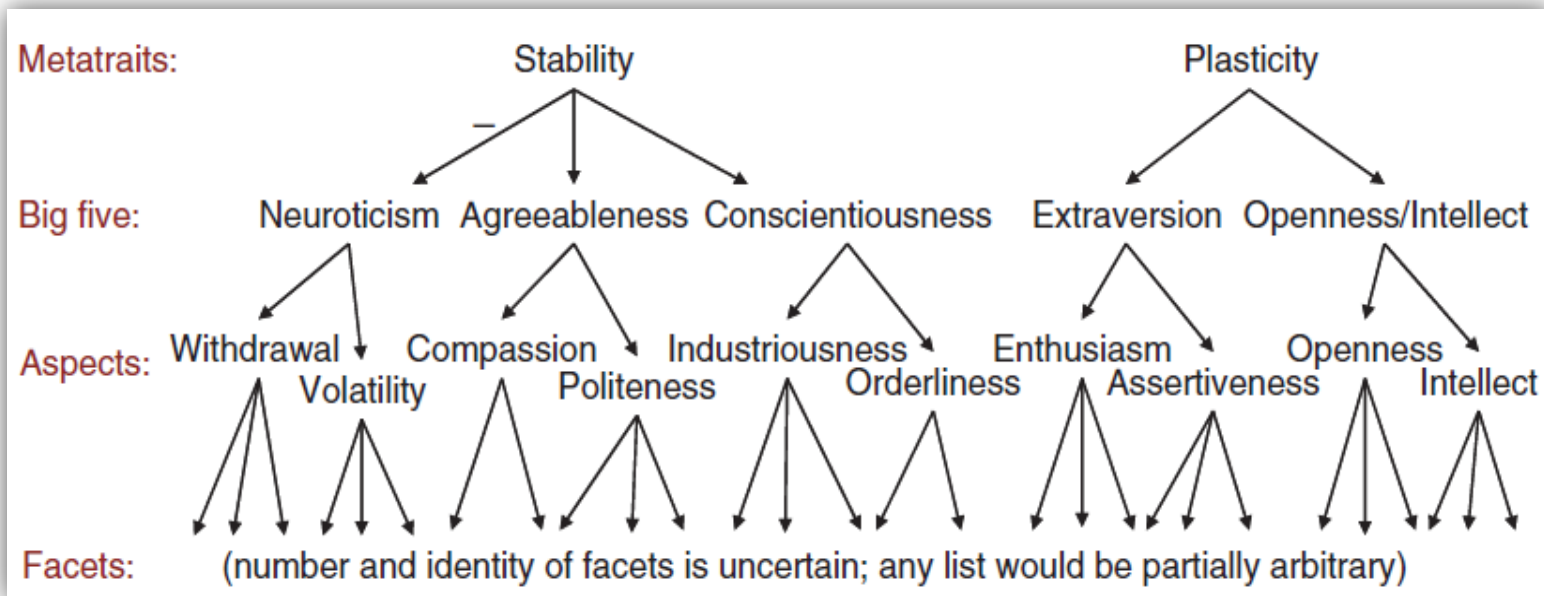 Metatraits: Stability Plasticity
–
Big five: Neuroticism Agreeableness Conscientiousness Extraversion Openness/Intellect
Aspects: Withdrawal Compassion Industriousness Enthusiasm Openness
Volatility Politeness Orderliness Assertiveness Intellect
Facets: (number and identity of facets is uncertain; any list would be partially arbitrary)